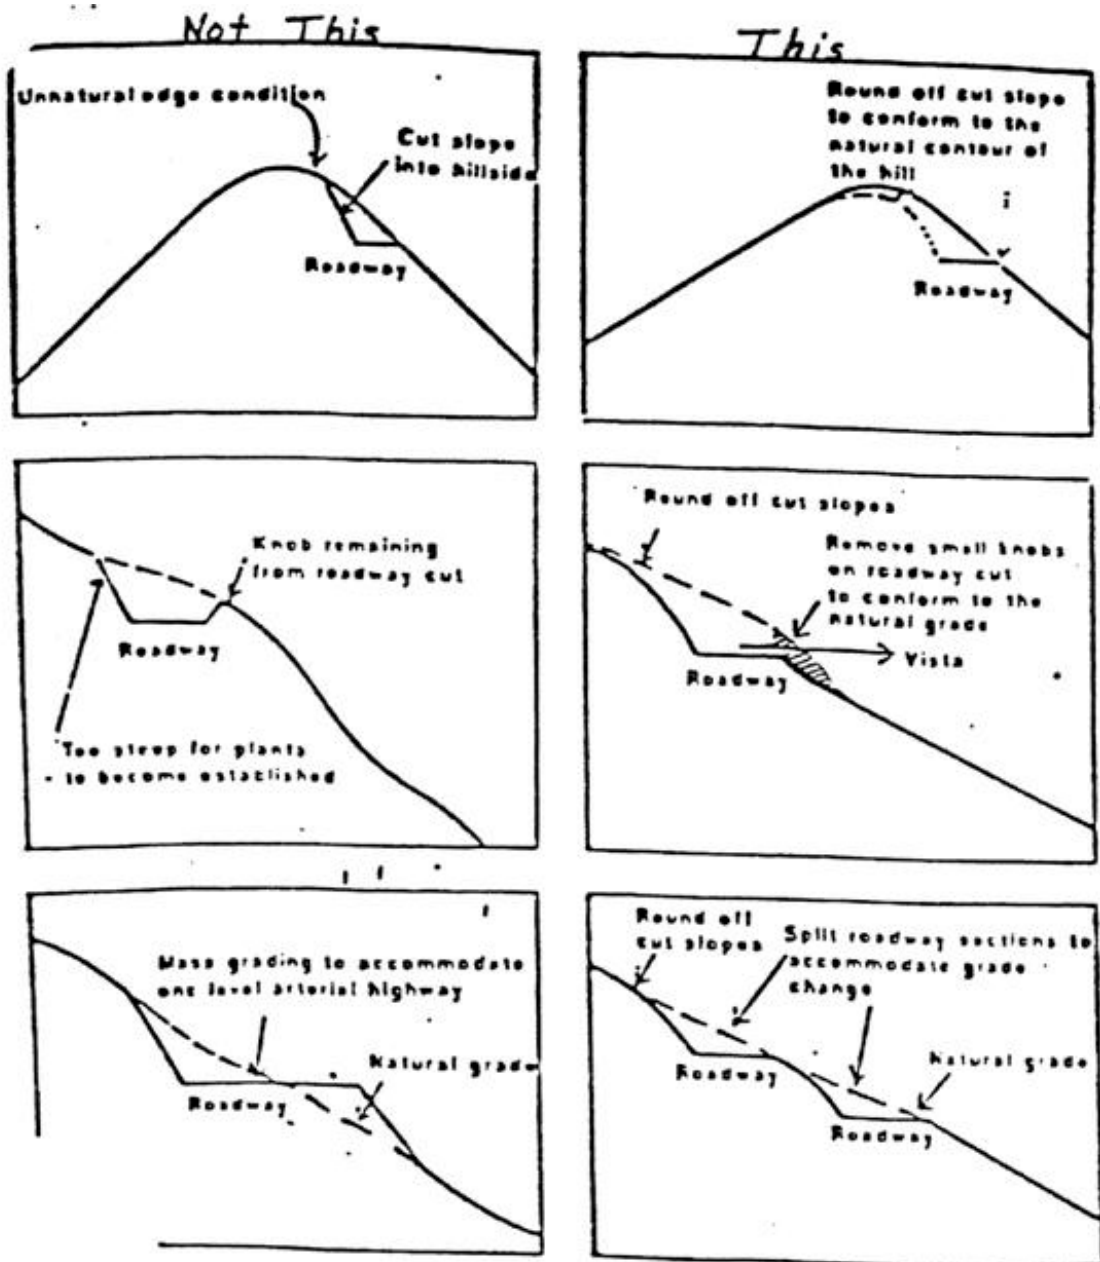 Not This
This
Unnatural edge condition
Cut slope
into hillside
Roadway
Round off cut slope
to conform to the
natural contour of
the hill
i
Roadway
Knob remaining
from roadway cut
Roadway
Too steep for plants
to become established
Round off cut slopes
Remove small knobs
on roadway cut
to conform to the
natural grade
Vista
Roadway
Mass grading to accommodate
one level arterial highway
Natural grade
Roadway
Round off
cut slopes
Split roadway sections to
accommodate grade
change
Natural grade
Roadway
Roadway